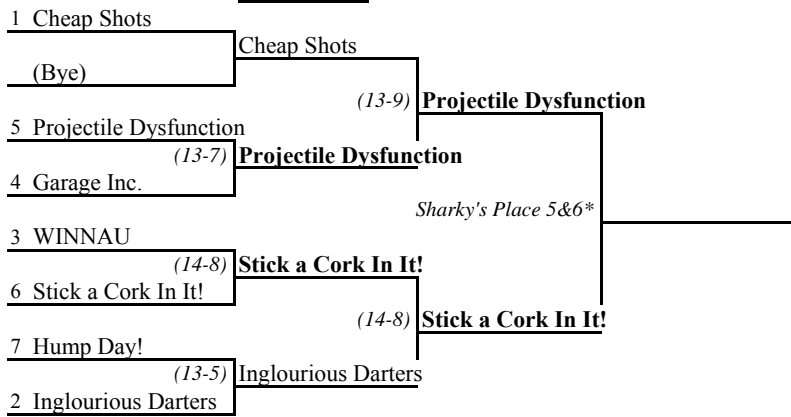 1 Cheap Shots
Cheap Shots
(Bye)
(13-9) Projectile Dysfunction
5 Projectile Dysfunction
(13-7) Projectile Dysfunction
4 Garage Inc.
Sharky's Place 5&6*
3 WINNAU
(14-8) Stick a Cork In It!
6 Stick a Cork In It!
(14-8) Stick a Cork In It!
7 Hump Day!
(13-5) Inglourious Darters
2 Inglourious Darters